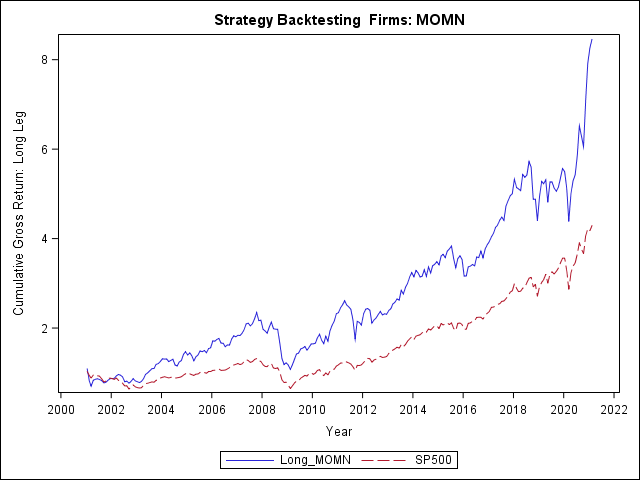 Strategy Backtesting  Firms: MOMN
Cumulative Gross Return: Long Leg
8
6
4
2
2000 2002 2004 2006 2008 2010 2012 2014 2016 2018 2020 2022
Year
Long_MOMN SP500